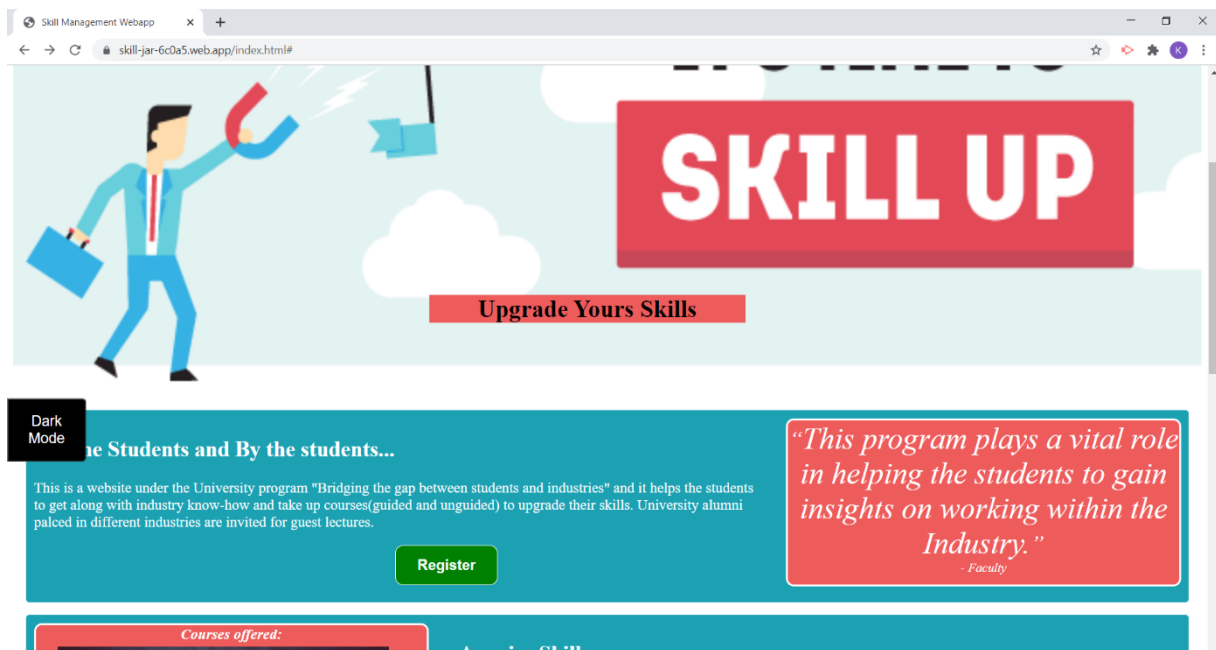 Skill Management Webapp
skill-jar-6c0a5.web.app/index.html#
K
SKILL UP
Upgrade Yours Skills
Dark
Mode
Students and By the students...
This is a website under the University program "Bridging the gap between students and industries" and it helps the students
to get along with industry know-how and take up courses(guided and unguided) to upgrade their skills. University alumni
palced in different industries are invited for guest lectures.
Register
“This program plays a vital role
in helping the students to gain
insights on working within the
Industry.”
- Faculty
Courses offered: